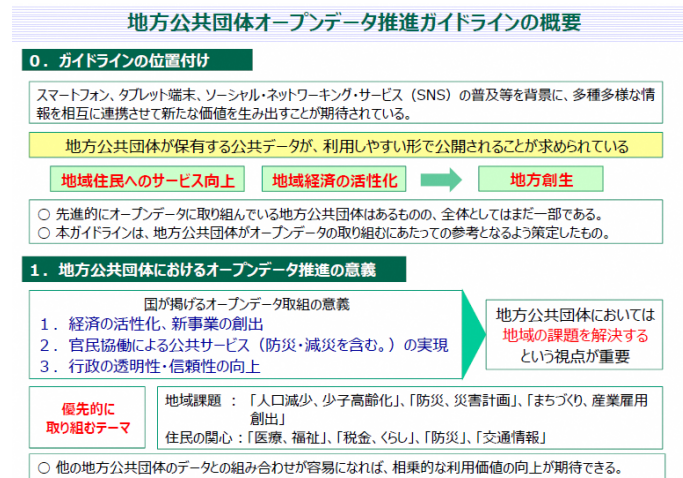 地方公共団体オープンデータ推進ガイドラインの概要
0．ガイドラインの位置付け
スマートフォン、タブレット端末、ソーシャル・ネットワーキング・サービス（SNS）の普及等を背景に、多種多様な情
報を相互に連携させて新たな価値を生み出すことが期待されている。
地方公共団体が保有する公共データが、利用しやすい形で公開されることが求められている
地域住民へのサービス向上
地域経済の活性化
地方創生
○ 先進的にオープンデータに取り組んでいる地方公共団体はあるものの、全体としてはまだ一部である。
○ 本ガイドラインは、地方公共団体がオープンデータの取り組むにあたっての参考となるよう策定したもの。
1．地方公共団体におけるオープンデータ推進の意義
国が掲げるオープンデータ取組の意義
１．経済の活性化、新事業の創出
２．官民協働による公共サービス（防災・減災を含む。）の実現
３．行政の透明性・信頼性の向上
地方公共団体においては
地域の課題を解決する
という視点が重要
優先的に
取り組むテーマ
地域課題 ：「人口減少、少子高齢化」、「防災、災害計画」、「まちづくり、産業雇用
創出」
住民の関心：「医療、福祉」、「税金、くらし」、「防災」、「交通情報」
○ 他の地方公共団体のデータとの組み合わせが容易になれば、相乗的な利用価値の向上が期待できる。